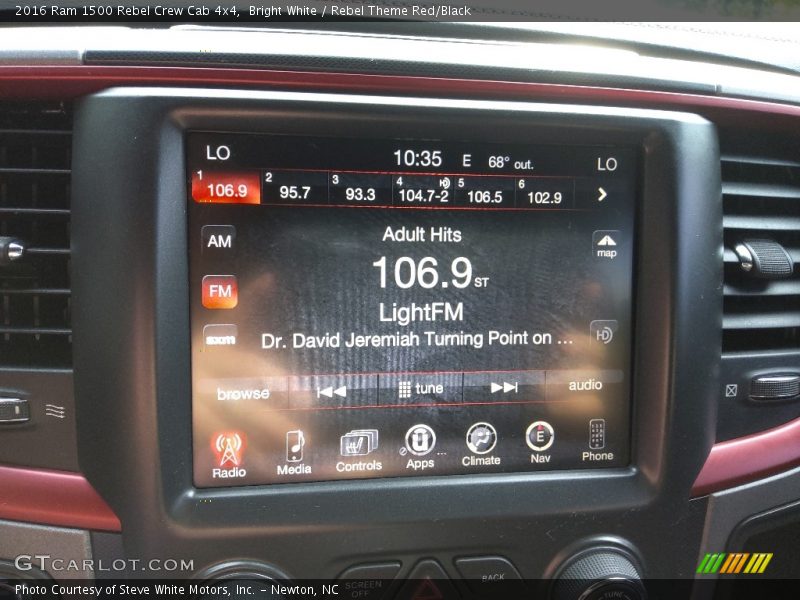 2016 Ram 1500 Rebel Crew Cab 4x4, Bright White / Rebel Theme Red/Black
LO 10:35 E 68° out. LO
1 106.9 2 95.7 3 93.3 4 104.7-2 5 106.5 6 102.9
AM Adult Hits map
FM 106.9 ST
LightFM
sxm Dr. David Jeremiah Turning Point on ... HD
browse tune audio
Radio Media Controls Apps Climate E Nav Phone
SCREEN OFF BACK
TUNE
GTCARLOT.COM
Photo Courtesy of Steve White Motors, Inc. – Newton, NC